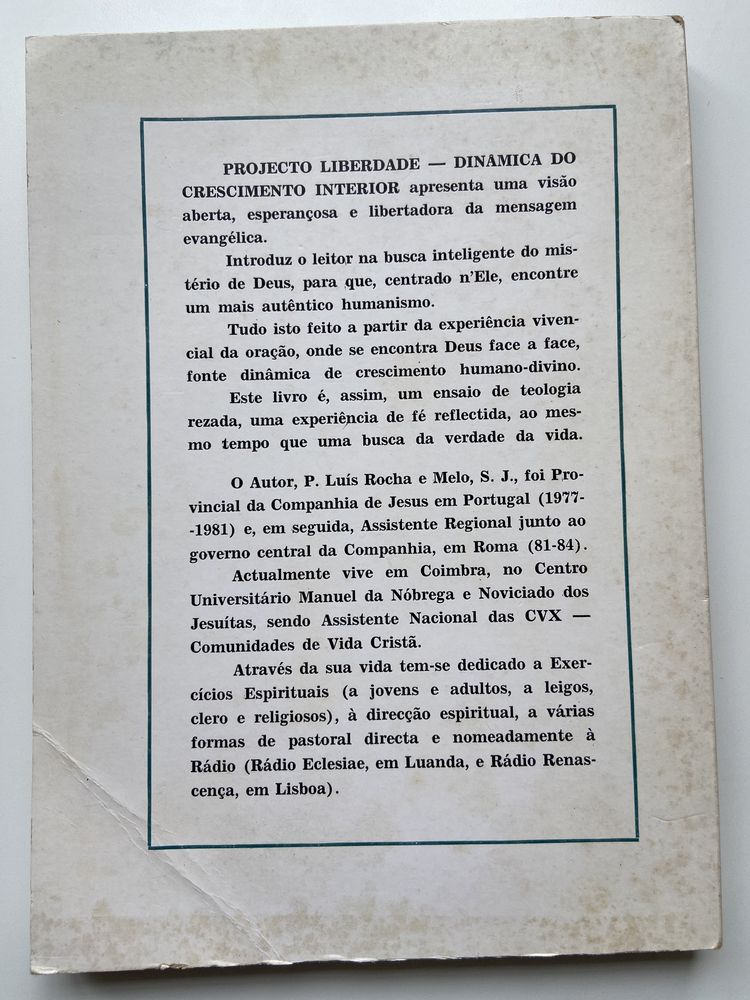 PROJECTO LIBERDADE — DINÂMICA DO
CRESCIMENTO INTERIOR apresenta uma visão
aberta, esperançosa e libertadora da mensagem
evangélica.
Introduz o leitor na busca inteligente do mis-
tério de Deus, para que, centrado n'Ele, encontre
um mais autêntico humanismo.
Tudo isto feito a partir da experiência viven-
cial da oração, onde se encontra Deus face a face,
fonte dinâmica de crescimento humano-divino.
Este livro é, assim, um ensaio de teologia
rezada, uma experiência de fé reflectida, ao mes-
mo tempo que uma busca da verdade da vida.
O Autor, P. Luís Rocha e Melo, S. J., foi Pro-
vincial da Companhia de Jesus em Portugal (1977-
-1981) e, em seguida, Assistente Regional junto ao
governo central da Companhia, em Roma (81-84).
Actualmente vive em Coimbra, no Centro
Universitário Manuel da Nóbrega e Noviciado dos
Jesuítas, sendo Assistente Nacional das CVX —
Comunidades de Vida Cristã.
Através da sua vida tem-se dedicado a Exer-
cícios Espirituais (a jovens e adultos, a leigos,
clero e religiosos), à direcção espiritual, a várias
formas de pastoral directa e nomeadamente à
Rádio (Rádio Eclesiae, em Luanda, e Rádio Renas-
cença, em Lisboa).